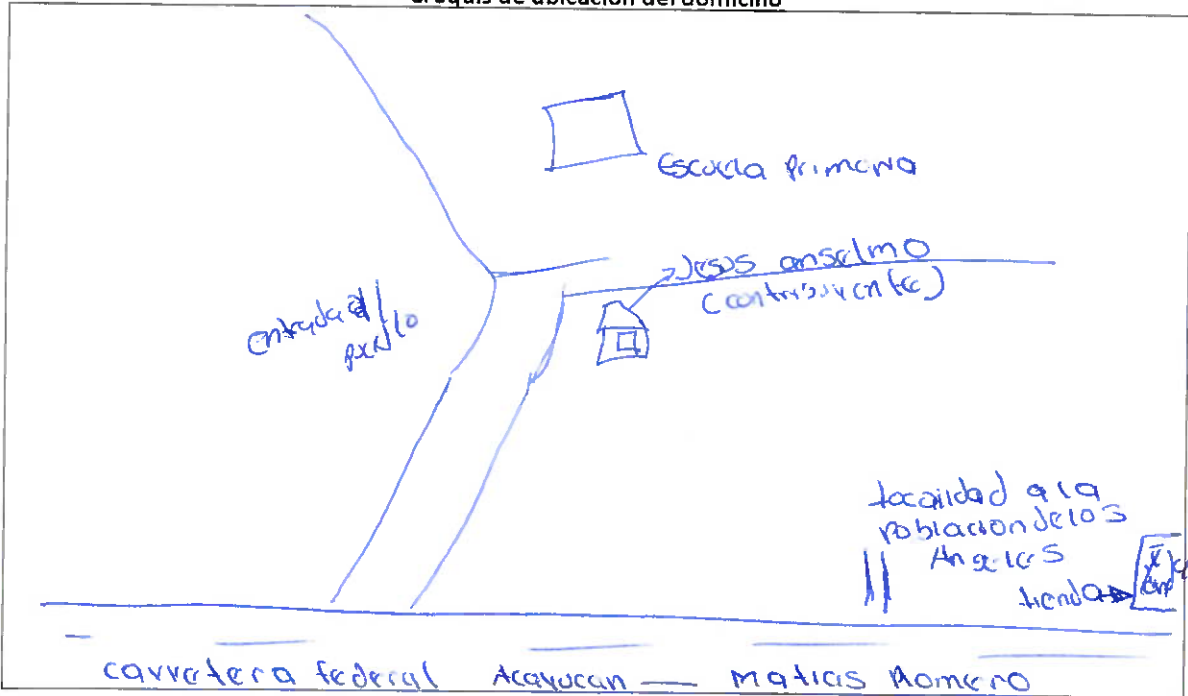 Croquis de ubicación del domicilio
Escuela Primaria
Jesus anselmo
(contribuyente)
entrada al
pueblo
localidad a la
poblacion de los
Angeles
tienda
carretera federal Acayucan — Matias Romero